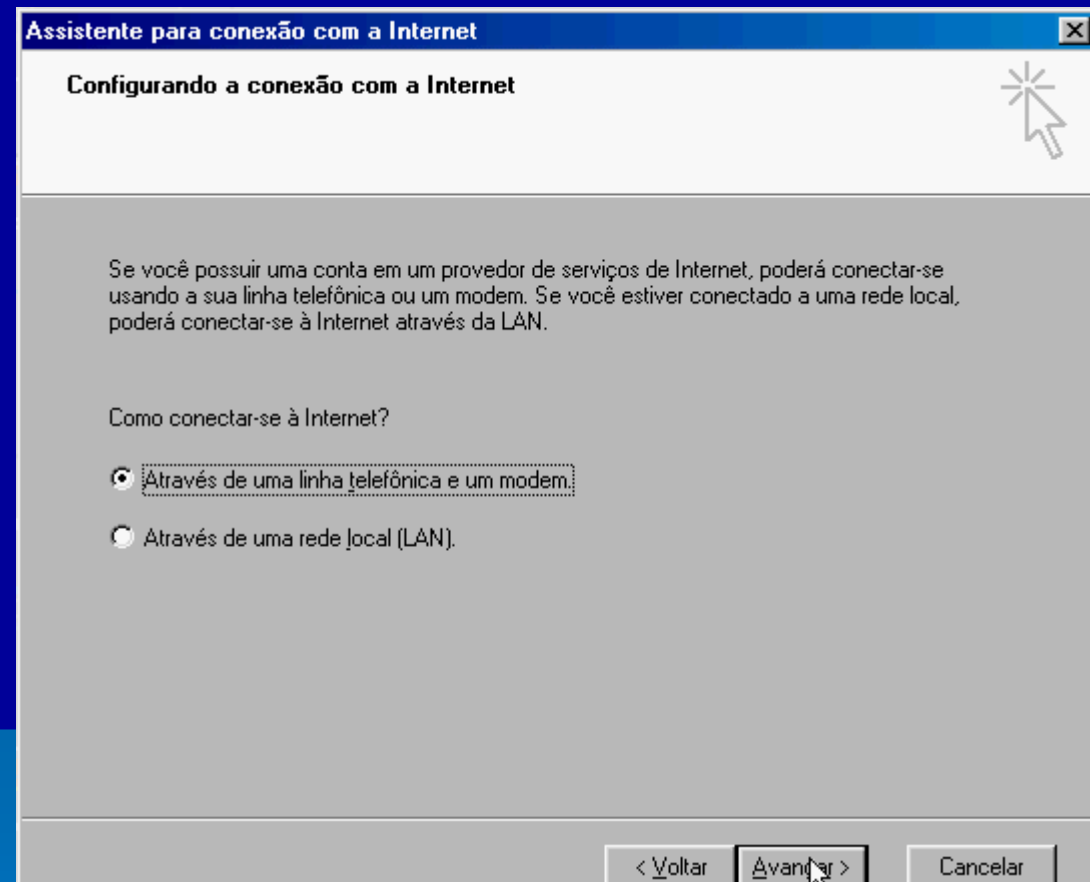 Assistente para conexão com a Internet
Configurando a conexão com a Internet
Se você possuir uma conta em um provedor de serviços de Internet, poderá conectar-se
usando a sua linha telefônica ou um modem. Se você estiver conectado a uma rede local,
poderá conectar-se à Internet através da LAN.
Como conectar-se à Internet?
Através de uma linha telefônica e um modem.
Através de uma rede local (LAN).
< Voltar Avançar > Cancelar